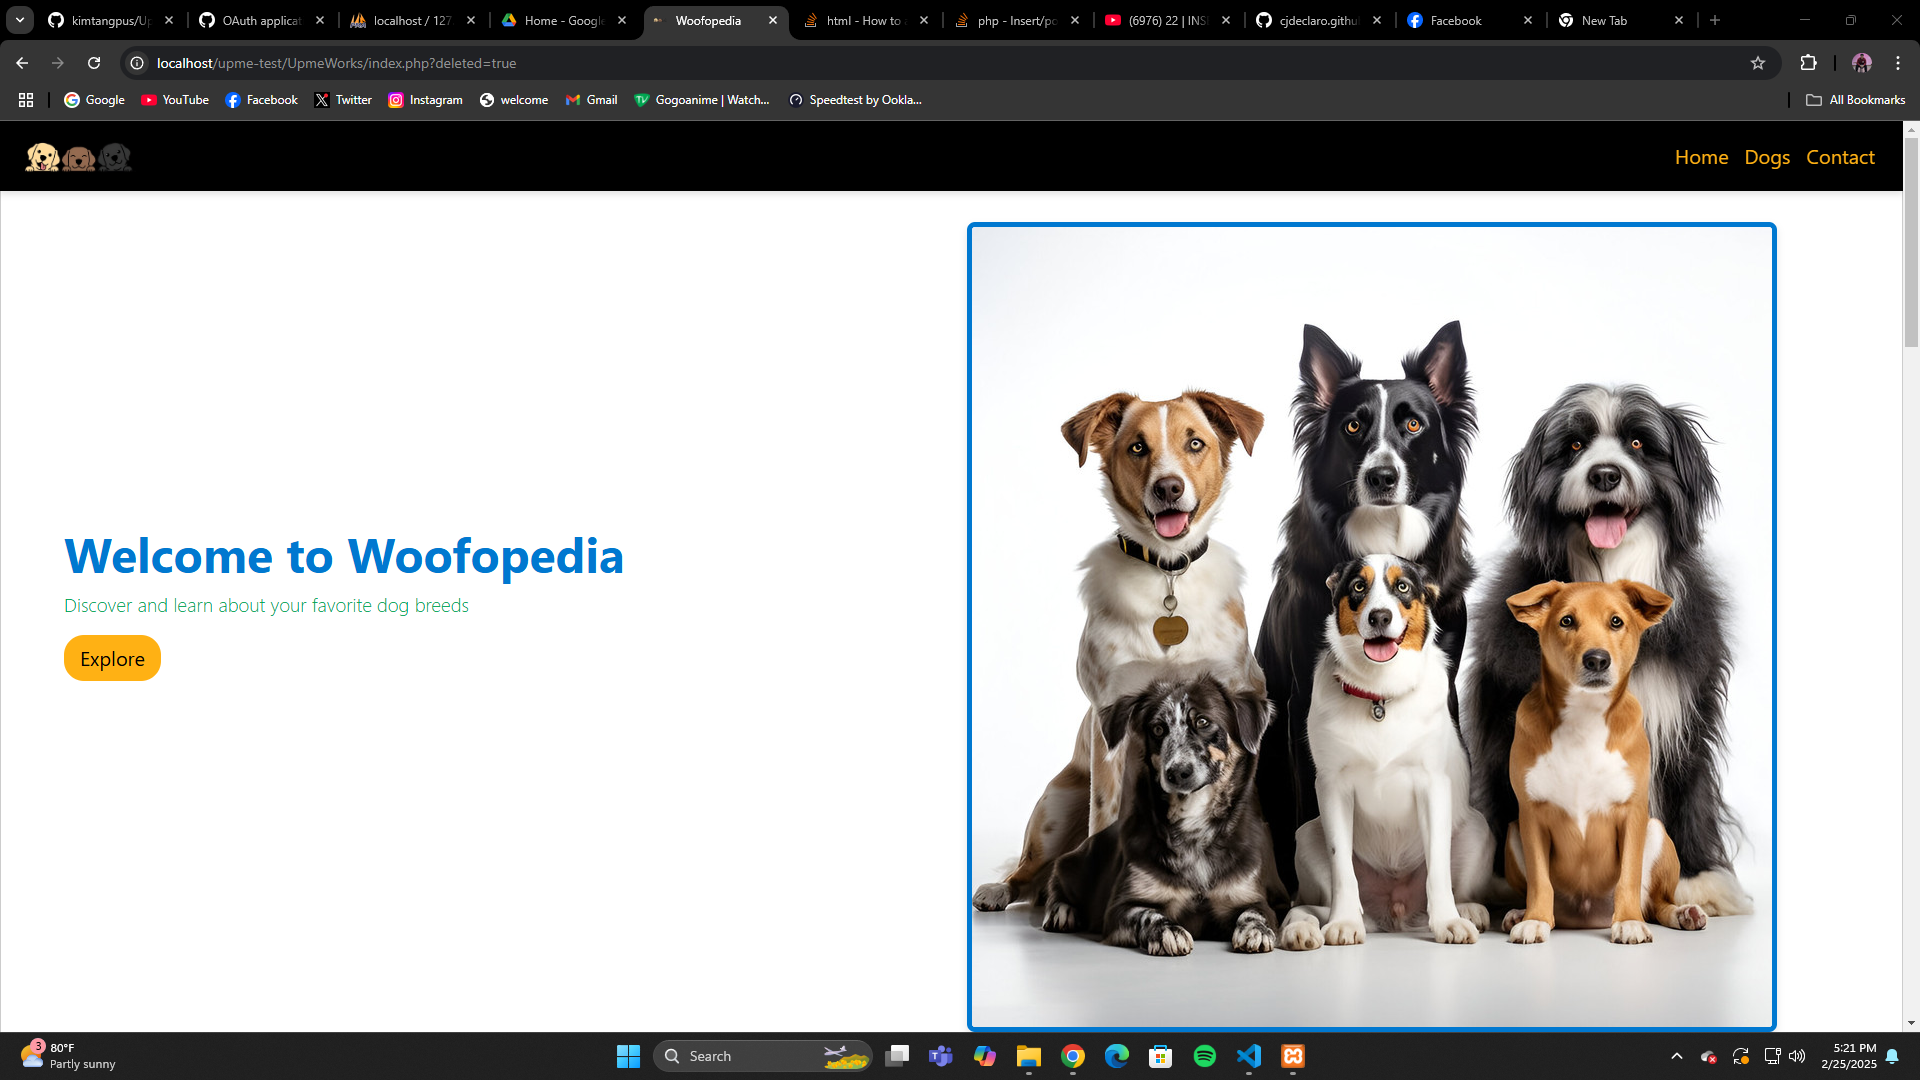 kimtangpus/Up
OAuth applicat
localhost / 127
Home - Google
Woofopedia
html - How to
php - Insert/po
(6976) 22 | INS
cjdeclaro.githu
Facebook
New Tab
localhost/upme-test/UpmeWorks/index.php?deleted=true
Google
YouTube
Facebook
Twitter
Instagram
welcome
Gmail
Gogoanime | Watch...
Speedtest by Ookla...
All Bookmarks
Home
Dogs
Contact
Welcome to Woofopedia
Discover and learn about your favorite dog breeds
Explore
3
80°F
Partly sunny
Search
5:21 PM
2/25/2025